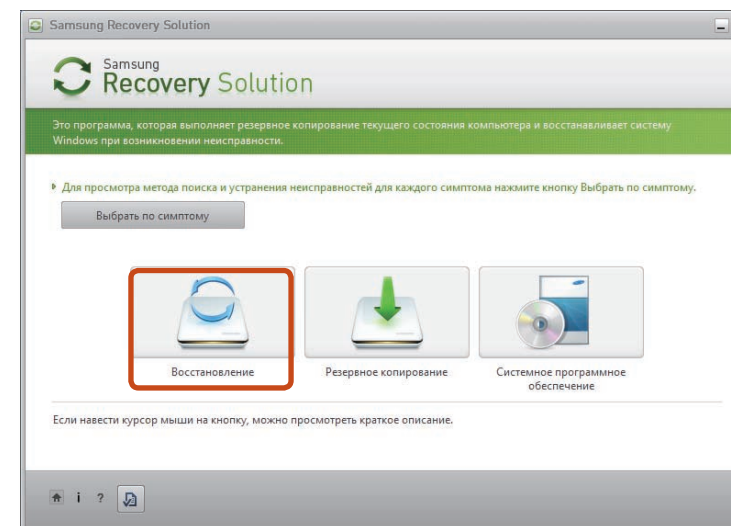 Samsung Recovery Solution
Samsung
Recovery Solution
Это программа, которая выполняет резервное копирование текущего состояния компьютера и восстанавливает систему
Windows при возникновении неисправности.
Для просмотра метода поиска и устранения неисправностей для каждого симптома нажмите кнопку Выбрать по симптому.
Выбрать по симптому
Восстановление
Резервное копирование
Системное программное
обеспечение
Если навести курсор мыши на кнопку, можно просмотреть краткое описание.
i ?